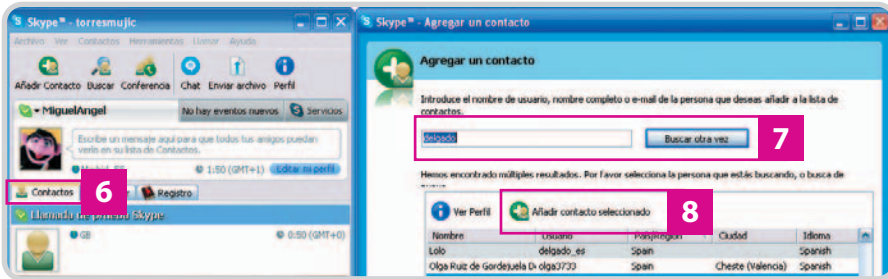 Skype™ - torresmujic
Archivo Ver Contactos Herramientas Llamar Ayuda
Añadir Contacto Buscar Conferencia Chat Enviar archivo Perfil
MiguelAngel No hay eventos nuevos Servicios
Escribe un mensaje aquí para que todos tus amigos puedan
verlo en su lista de Contactos.
1:50 (GMT+1) Editar mi perfil
Contactos 6 Registro
Llamada de prueba Skype
GB 0:50 (GMT+0)
Skype™ - Agregar un contacto
Agregar un contacto
Introduce el nombre de usuario, nombre completo o e-mail de la persona que deseas añadir a la lista de
contactos.
delgado Buscar otra vez 7
Hemos encontrado múltiples resultados. Por favor selecciona la persona que estás buscando, o busca de
Ver Perfil Añadir contacto seleccionado 8
Nombre Usuario País/Región Ciudad Idioma
Lolo delgado_es Spain Spanish
Olga Ruiz de Gordejuela D olga3733 Spain Cheste (Valencia) Spanish